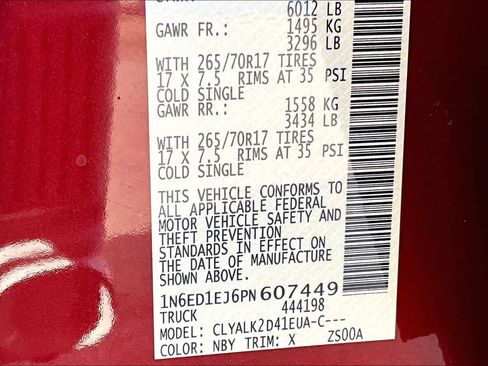 6012 LB
GAWR FR.: 1495 KG
3296 LB
WITH 265/70R17 TIRES
17 X 7.5 RIMS AT 35 PSI
COLD SINGLE
GAWR RR.: 1558 KG
3434 LB
WITH 265/70R17 TIRES
17 X 7.5 RIMS AT 35 PSI
COLD SINGLE
THIS VEHICLE CONFORMS TO
ALL APPLICABLE FEDERAL
MOTOR VEHICLE SAFETY AND
THEFT PREVENTION
STANDARDS IN EFFECT ON
THE DATE OF MANUFACTURE
SHOWN ABOVE.
1N6ED1EJ6PN607449
TRUCK 444198
MODEL: CLYALK2D41EUA-C---
COLOR: NBY TRIM: X ZS00A